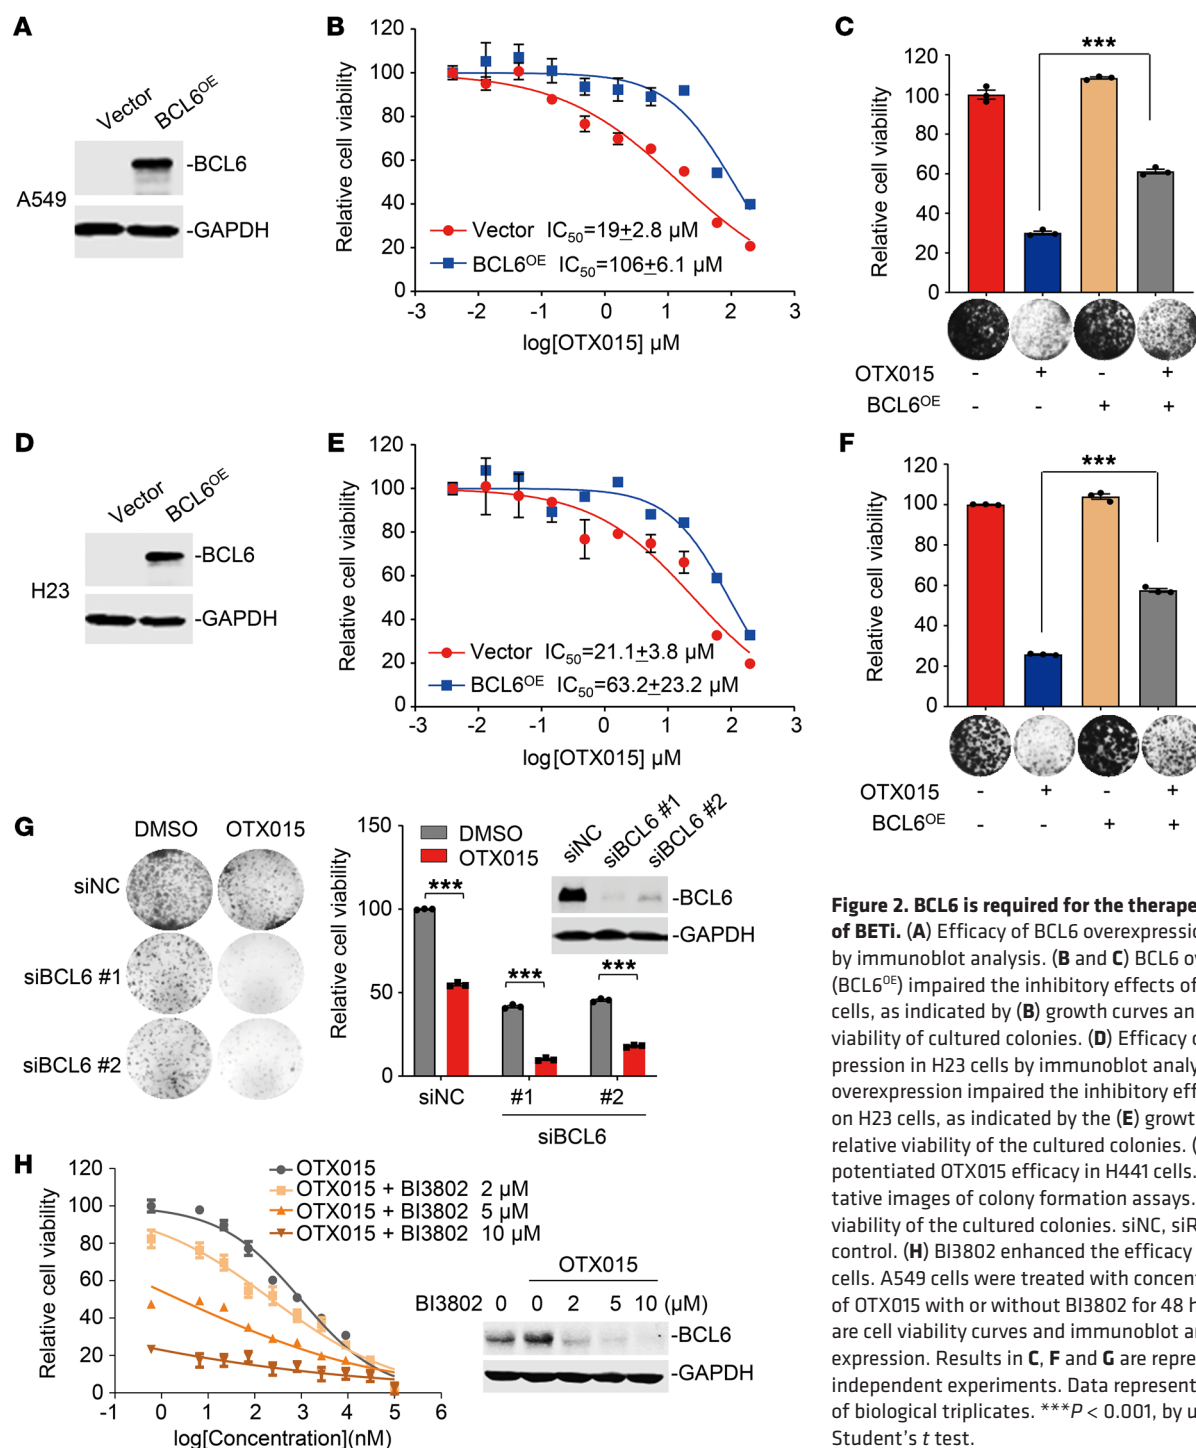 A
Vector
BCL6OE
A549
-BCL6
-GAPDH
B
Relative cell viability
120
100
80
60
40
20
0
Vector IC50=19±2.8 µM
BCL6OE IC50=106±6.1 µM
-3 -2 -1 0 1 2 3
log[OTX015] µM
C
***
Relative cell viability
120
100
80
60
40
20
0
OTX015 - + - +
BCL6OE - - + +
D
Vector
BCL6OE
H23
-BCL6
-GAPDH
E
Relative cell viability
120
100
80
60
40
20
0
Vector IC50=21.1±3.8 µM
BCL6OE IC50=63.2±23.2 µM
-3 -2 -1 0 1 2 3
log[OTX015] µM
F
***
Relative cell viability
120
100
80
60
40
20
0
OTX015 - + - +
BCL6OE - - + +
G
DMSO OTX015
siNC
siBCL6 #1
siBCL6 #2
Relative cell viability
150
100
50
0
DMSO
OTX015
***
***
***
siNC
#1
#2
siBCL6
siNC
siBCL6 #1
siBCL6 #2
-BCL6
-GAPDH
H
Relative cell viability
120
100
80
60
40
20
0
OTX015
OTX015 + BI3802 2 µM
OTX015 + BI3802 5 µM
OTX015 + BI3802 10 µM
-1 0 1 2 3 4 5 6
log[Concentration](nM)
OTX015
BI3802 0 0 2 5 10 (µM)
-BCL6
-GAPDH
Figure 2. BCL6 is required for the therape
of BETi. (A) Efficacy of BCL6 overexpressio
by immunoblot analysis. (B and C) BCL6 ov
(BCL6OE) impaired the inhibitory effects of
cells, as indicated by (B) growth curves an
viability of cultured colonies. (D) Efficacy o
pression in H23 cells by immunoblot analy
overexpression impaired the inhibitory eff
on H23 cells, as indicated by the (E) growt
relative viability of the cultured colonies. (
potentiated OTX015 efficacy in H441 cells.
tative images of colony formation assays.
viability of the cultured colonies. siNC, siR
control. (H) BI3802 enhanced the efficacy
cells. A549 cells were treated with concent
of OTX015 with or without BI3802 for 48 h
are cell viability curves and immunoblot a
expression. Results in C, F and G are repre
independent experiments. Data represent
of biological triplicates. ***P < 0.001, by u
Student's t test.